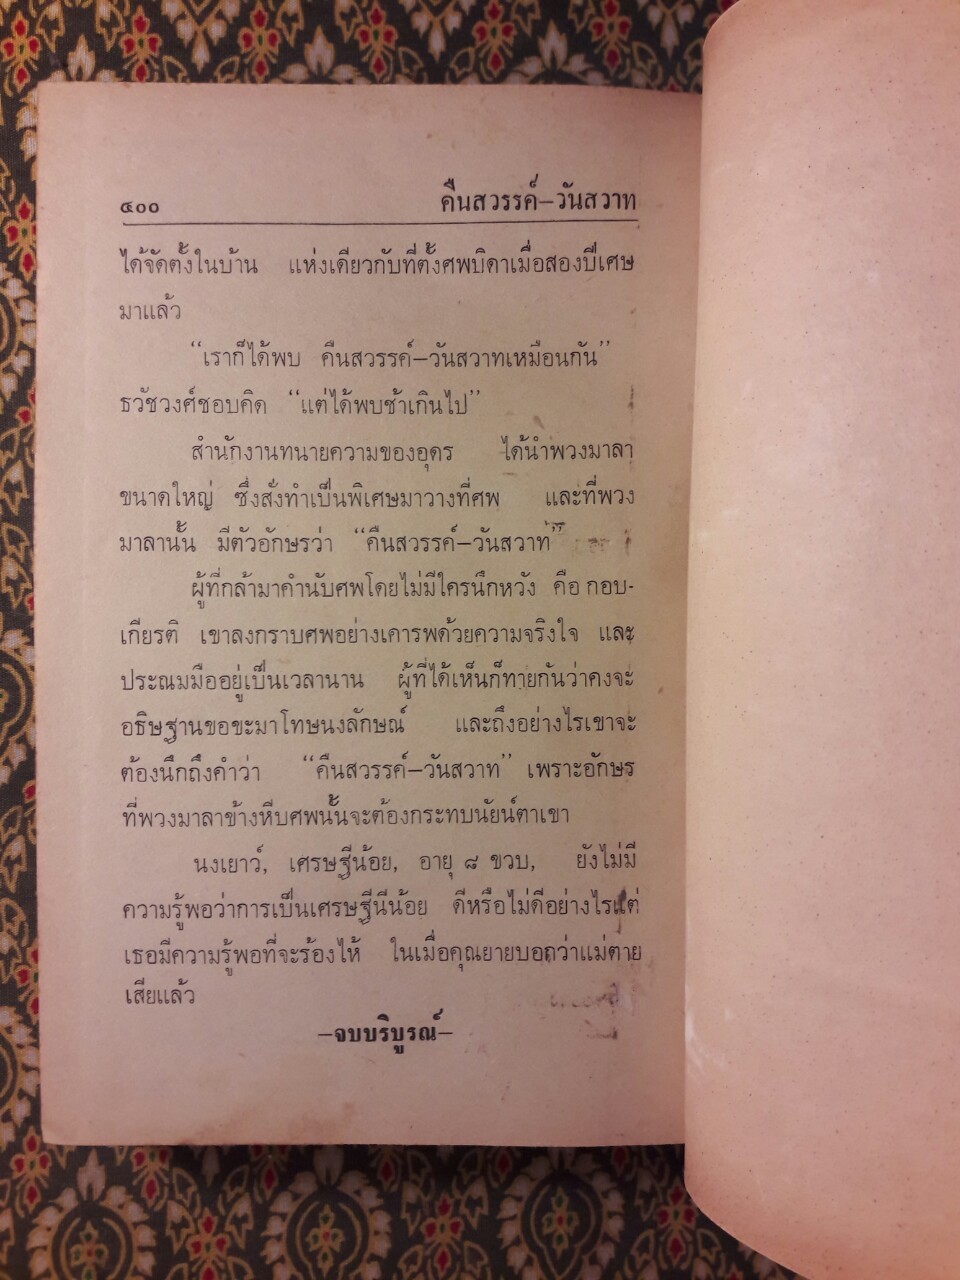 ๔๐๐ คืนสวรรค์–วันสวาท
ได้จัดตั้งในบ้าน แห่งเดียวกับที่ตั้งศพบิดาเมื่อสองปีเศษ
มาแล้ว
“เราก็ได้พบ คืนสวรรค์–วันสวาทเหมือนกัน”
ธวัชวงศ์ชอบคิด “แต่ได้พบช้าเกินไป”
สำนักงานทนายความของอุดร ได้นำพวงมาลา
ขนาดใหญ่ ซึ่งสั่งทำเป็นพิเศษมาวางที่ศพ และที่พวง
มาลานั้น มีตัวอักษรว่า “คืนสวรรค์–วันสวาท”
ผู้ที่กล้ามาคำนับศพโดยไม่มีใครนึกหวัง คือ กอบ-
เกียรติ เขาลงกราบศพอย่างเคารพด้วยความจริงใจ และ
ประณมมืออยู่เป็นเวลานาน ผู้ที่ได้เห็นก็ทายกันว่าคงจะ
อธิษฐานขอขะมาโทษนงลักษณ์ และถึงอย่างไรเขาจะ
ต้องนึกถึงคำว่า “คืนสวรรค์–วันสวาท” เพราะอักษร
ที่พวงมาลาข้างหีบศพนั้นจะต้องกระทบนัยน์ตาเขา
นงเยาว์, เศรษฐีน้อย, อายุ ๘ ขวบ, ยังไม่มี
ความรู้พอว่าการเป็นเศรษฐีนีน้อย ดีหรือไม่ดีอย่างไรแต่
เธอมีความรู้พอที่จะร้องไห้ ในเมื่อคุณยายบอกว่าแม่ตาย
เสียแล้ว
–จบบริบูรณ์–